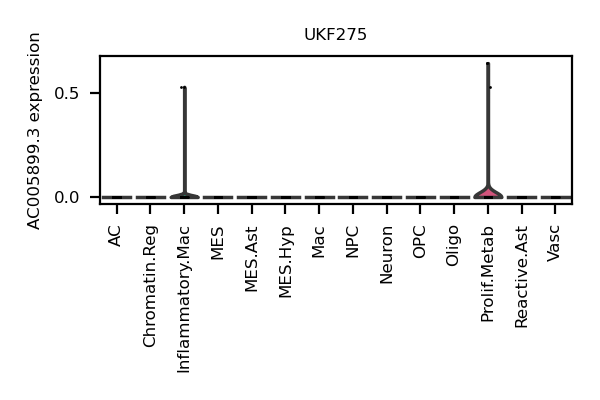 UKF275
AC005899.3 expression
0.5
0.0
AC
Chromatin.Reg
Inflammatory.Mac
MES
MES.Ast
MES.Hyp
Mac
NPC
Neuron
OPC
Oligo
Prolif.Metab
Reactive.Ast
Vasc